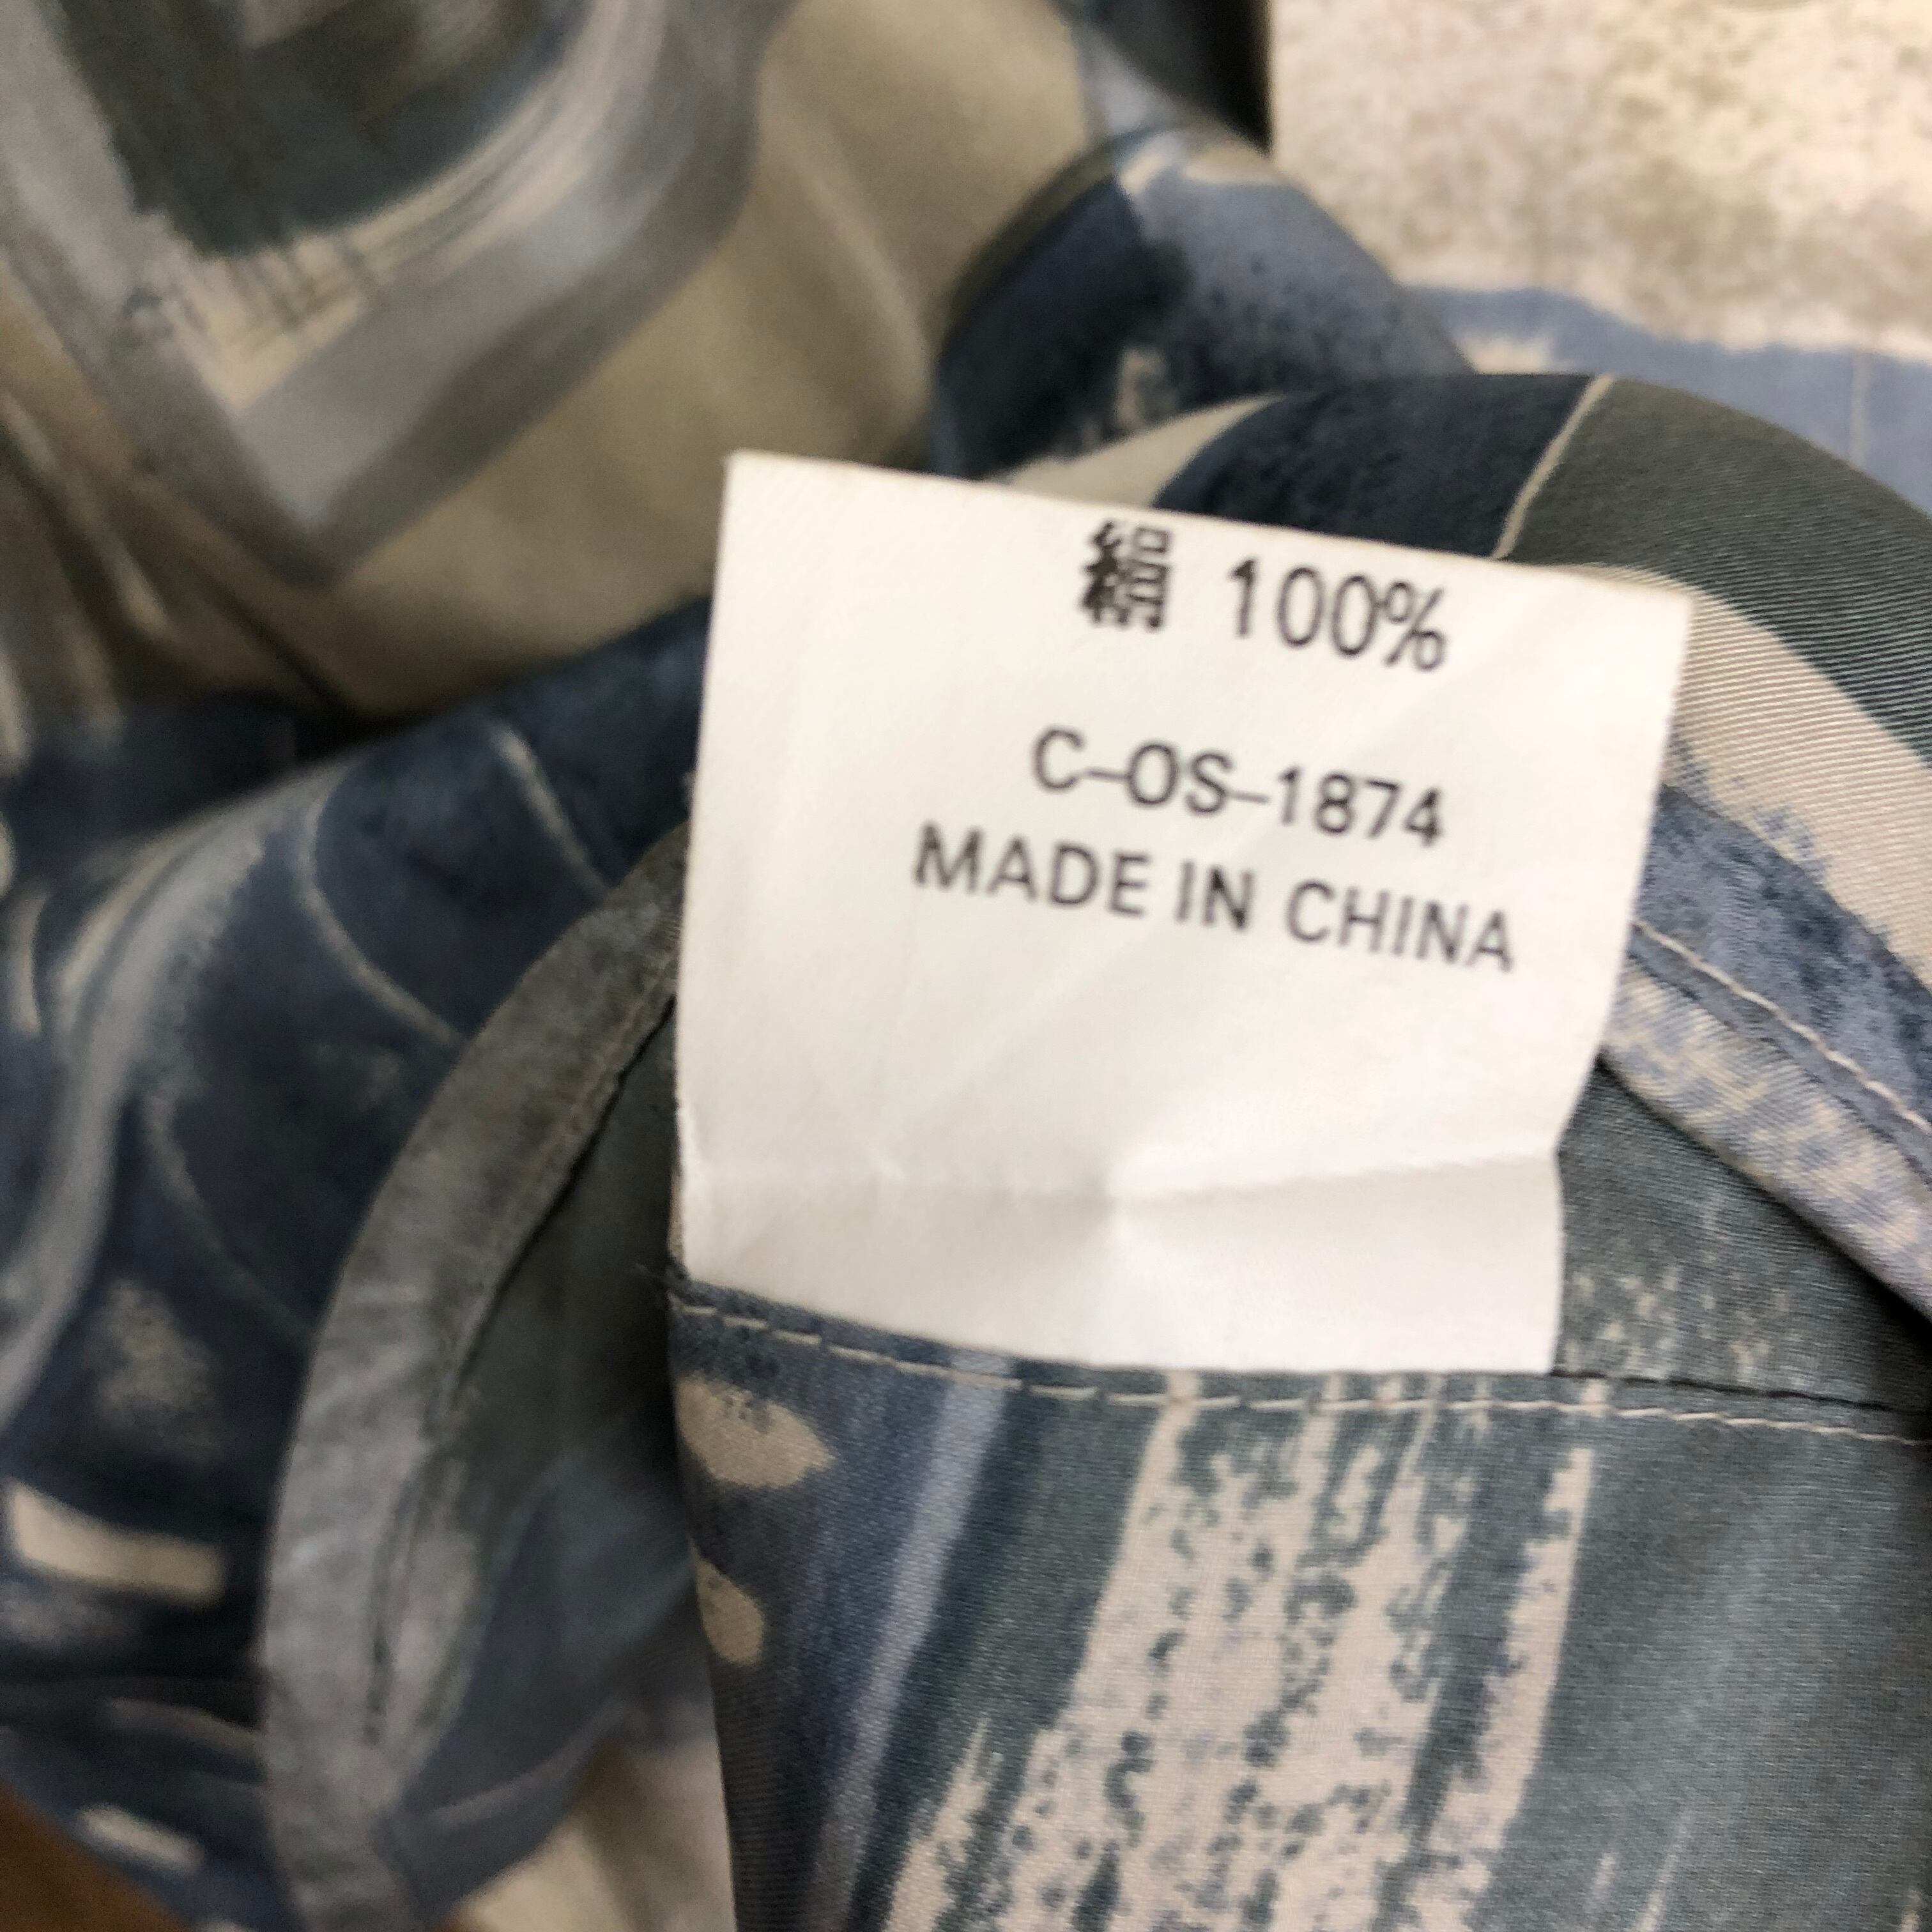 絹 100%
C-OS-1874
MADE IN CHINA